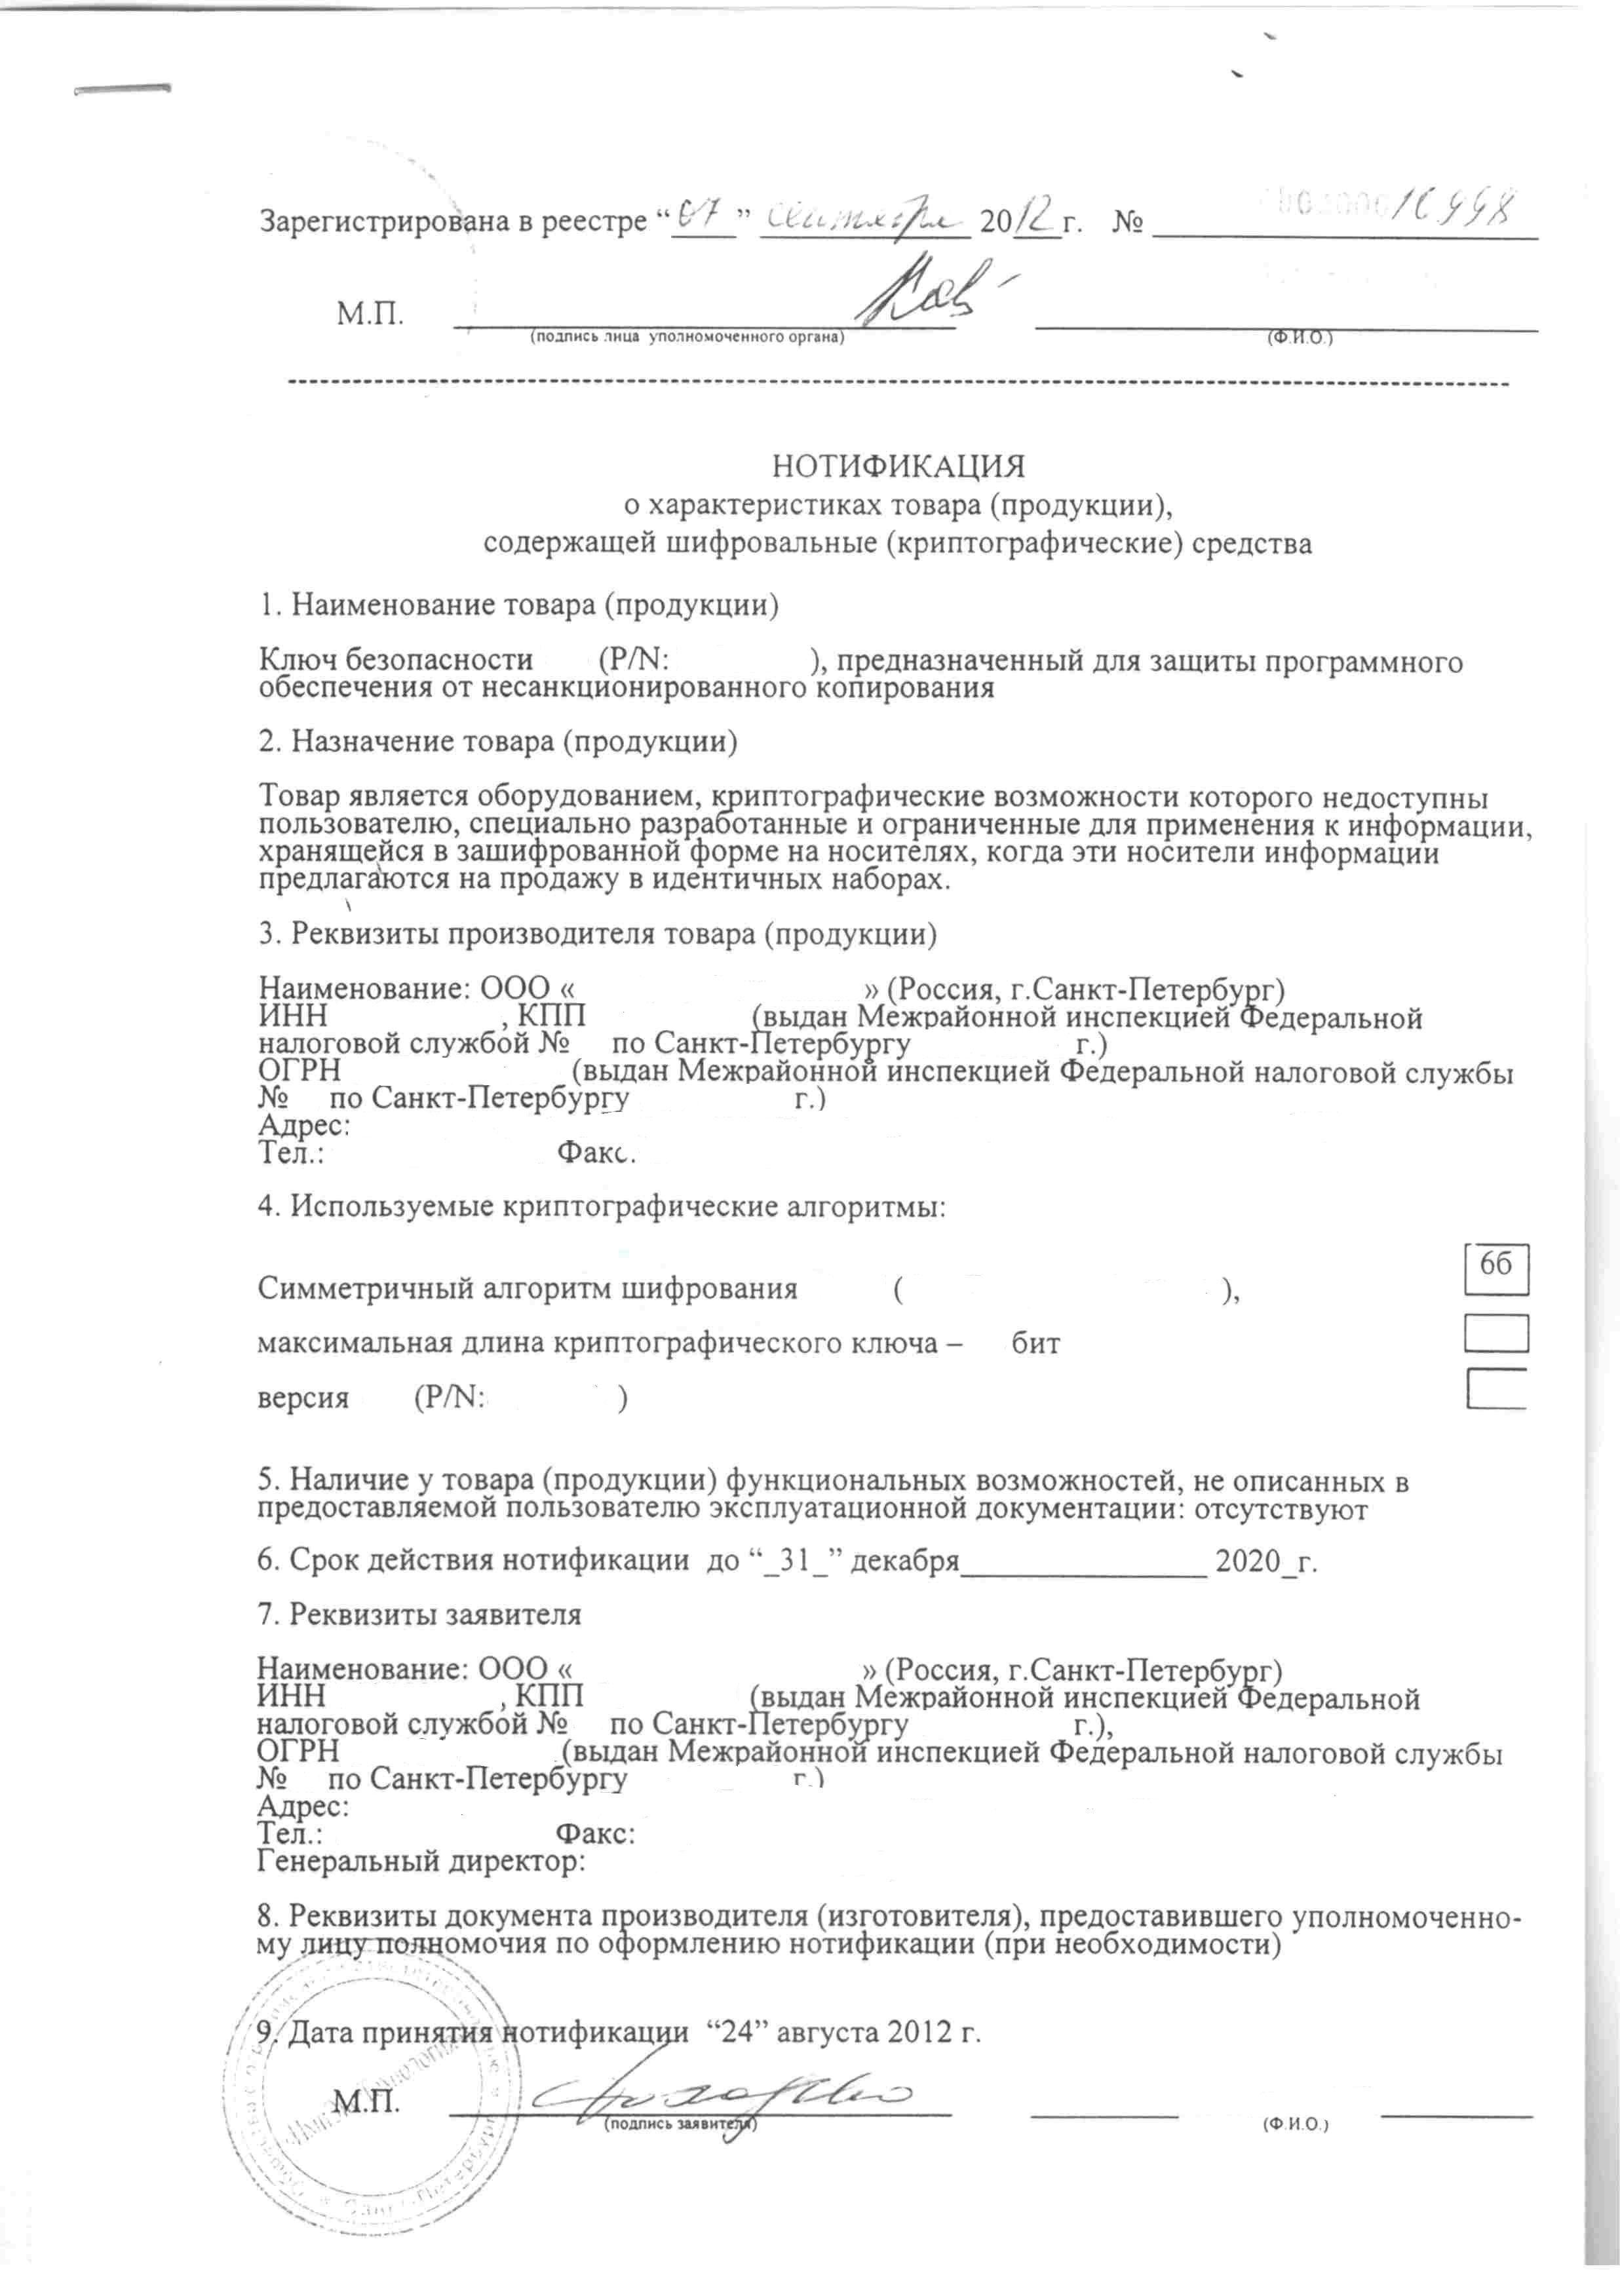 Зарегистрирована в реестре “07” сентября 2012 г. №
М.П.
(подпись лица уполномоченного органа) (Ф.И.О.)
НОТИФИКАЦИЯ
о характеристиках товара (продукции),
содержащей шифровальные (криптографические) средства
1. Наименование товара (продукции)
Ключ безопасности (P/N: ), предназначенный для защиты программного
обеспечения от несанкционированного копирования
2. Назначение товара (продукции)
Товар является оборудованием, криптографические возможности которого недоступны
пользователю, специально разработанные и ограниченные для применения к информации,
хранящейся в зашифрованной форме на носителях, когда эти носители информации
предлагаются на продажу в идентичных наборах.
3. Реквизиты производителя товара (продукции)
Наименование: ООО « » (Россия, г.Санкт-Петербург)
ИНН , КПП (выдан Межрайонной инспекцией Федеральной
налоговой службой № по Санкт-Петербургу г.)
ОГРН (выдан Межрайонной инспекцией Федеральной налоговой службы
№ по Санкт-Петербургу г.)
Адрес:
Тел.: Факс.
4. Используемые криптографические алгоритмы:
6б
Симметричный алгоритм шифрования ( ),
максимальная длина криптографического ключа – бит
версия (P/N: )
5. Наличие у товара (продукции) функциональных возможностей, не описанных в
предоставляемой пользователю эксплуатационной документации: отсутствуют
6. Срок действия нотификации до “_31_” декабря 2020_г.
7. Реквизиты заявителя
Наименование: ООО « » (Россия, г.Санкт-Петербург)
ИНН , КПП (выдан Межрайонной инспекцией Федеральной
налоговой службой № по Санкт-Петербургу г.),
ОГРН (выдан Межрайонной инспекцией Федеральной налоговой службы
№ по Санкт-Петербургу г.)
Адрес:
Тел.: Факс:
Генеральный директор:
8. Реквизиты документа производителя (изготовителя), предоставившего уполномоченно-
му лицу полномочия по оформлению нотификации (при необходимости)
9. Дата принятия нотификации “24” августа 2012 г.
М.П.
(подпись заявителя) (Ф.И.О.)
Санкт-Петербург